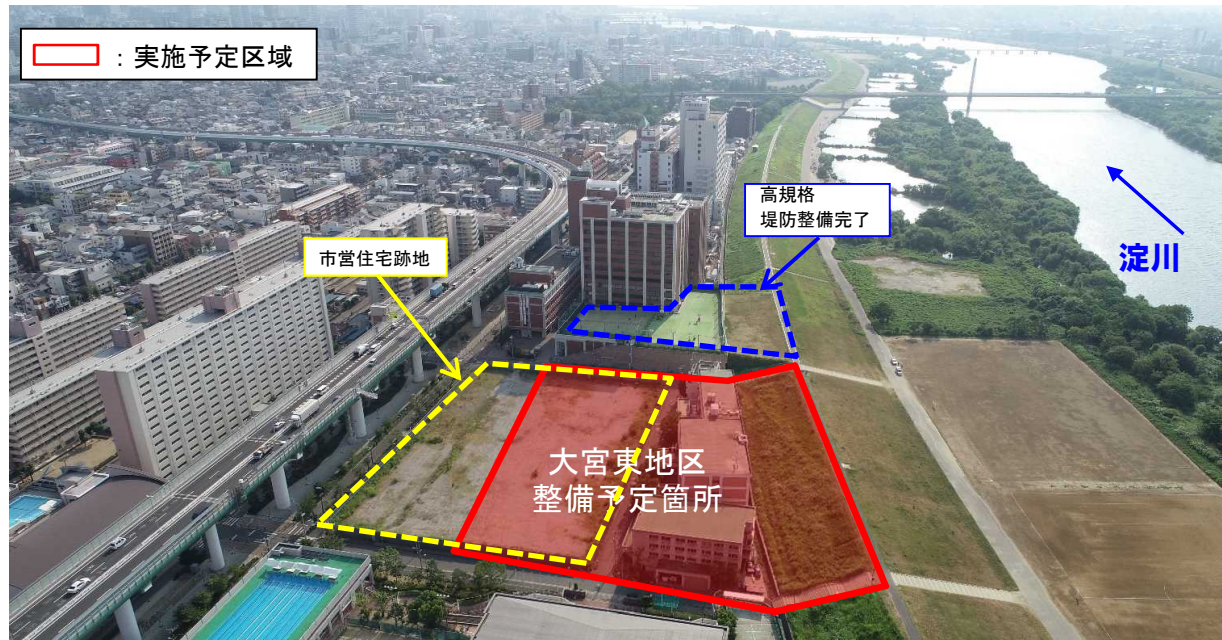 ：実施予定区域
高規格
堤防整備完了
市営住宅跡地
淀川
大宮東地区
整備予定箇所